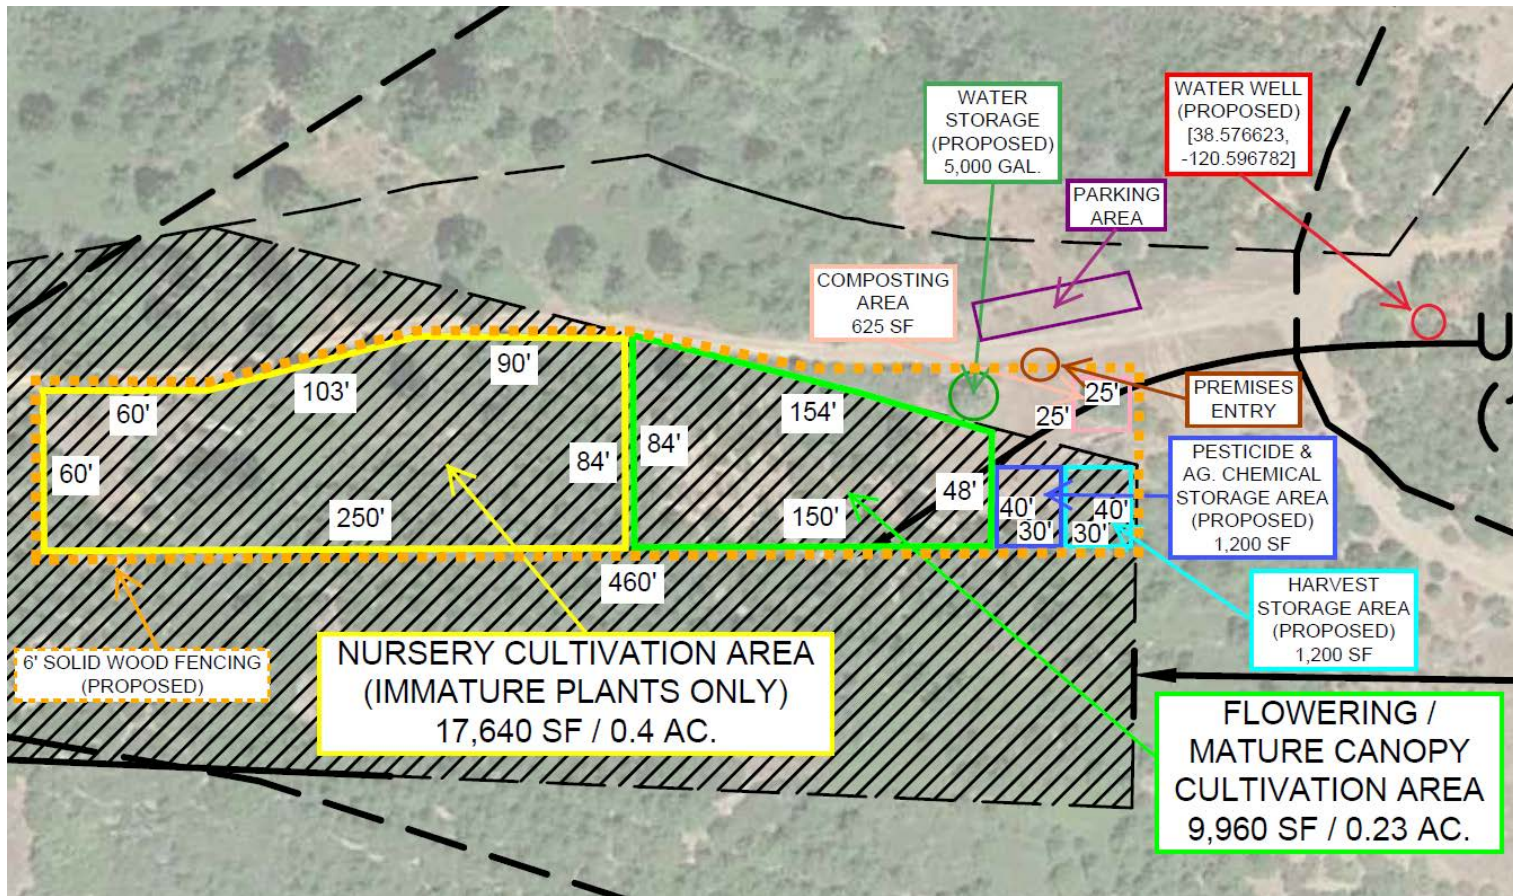 WATER
STORAGE
(PROPOSED)
5,000 GAL.
WATER WELL
(PROPOSED)
[38.576623,
-120.596782]
PARKING
AREA
COMPOSTING
AREA
625 SF
PREMISES
ENTRY
PESTICIDE &
AG. CHEMICAL
STORAGE AREA
(PROPOSED)
1,200 SF
HARVEST
STORAGE AREA
(PROPOSED)
1,200 SF
60'
103'
90'
60'
84'
250'
84'
154'
48'
150'
25'
25'
40'
30'
40'
30'
460'
6' SOLID WOOD FENCING
(PROPOSED)
NURSERY CULTIVATION AREA
(IMMATURE PLANTS ONLY)
17,640 SF / 0.4 AC.
FLOWERING /
MATURE CANOPY
CULTIVATION AREA
9,960 SF / 0.23 AC.